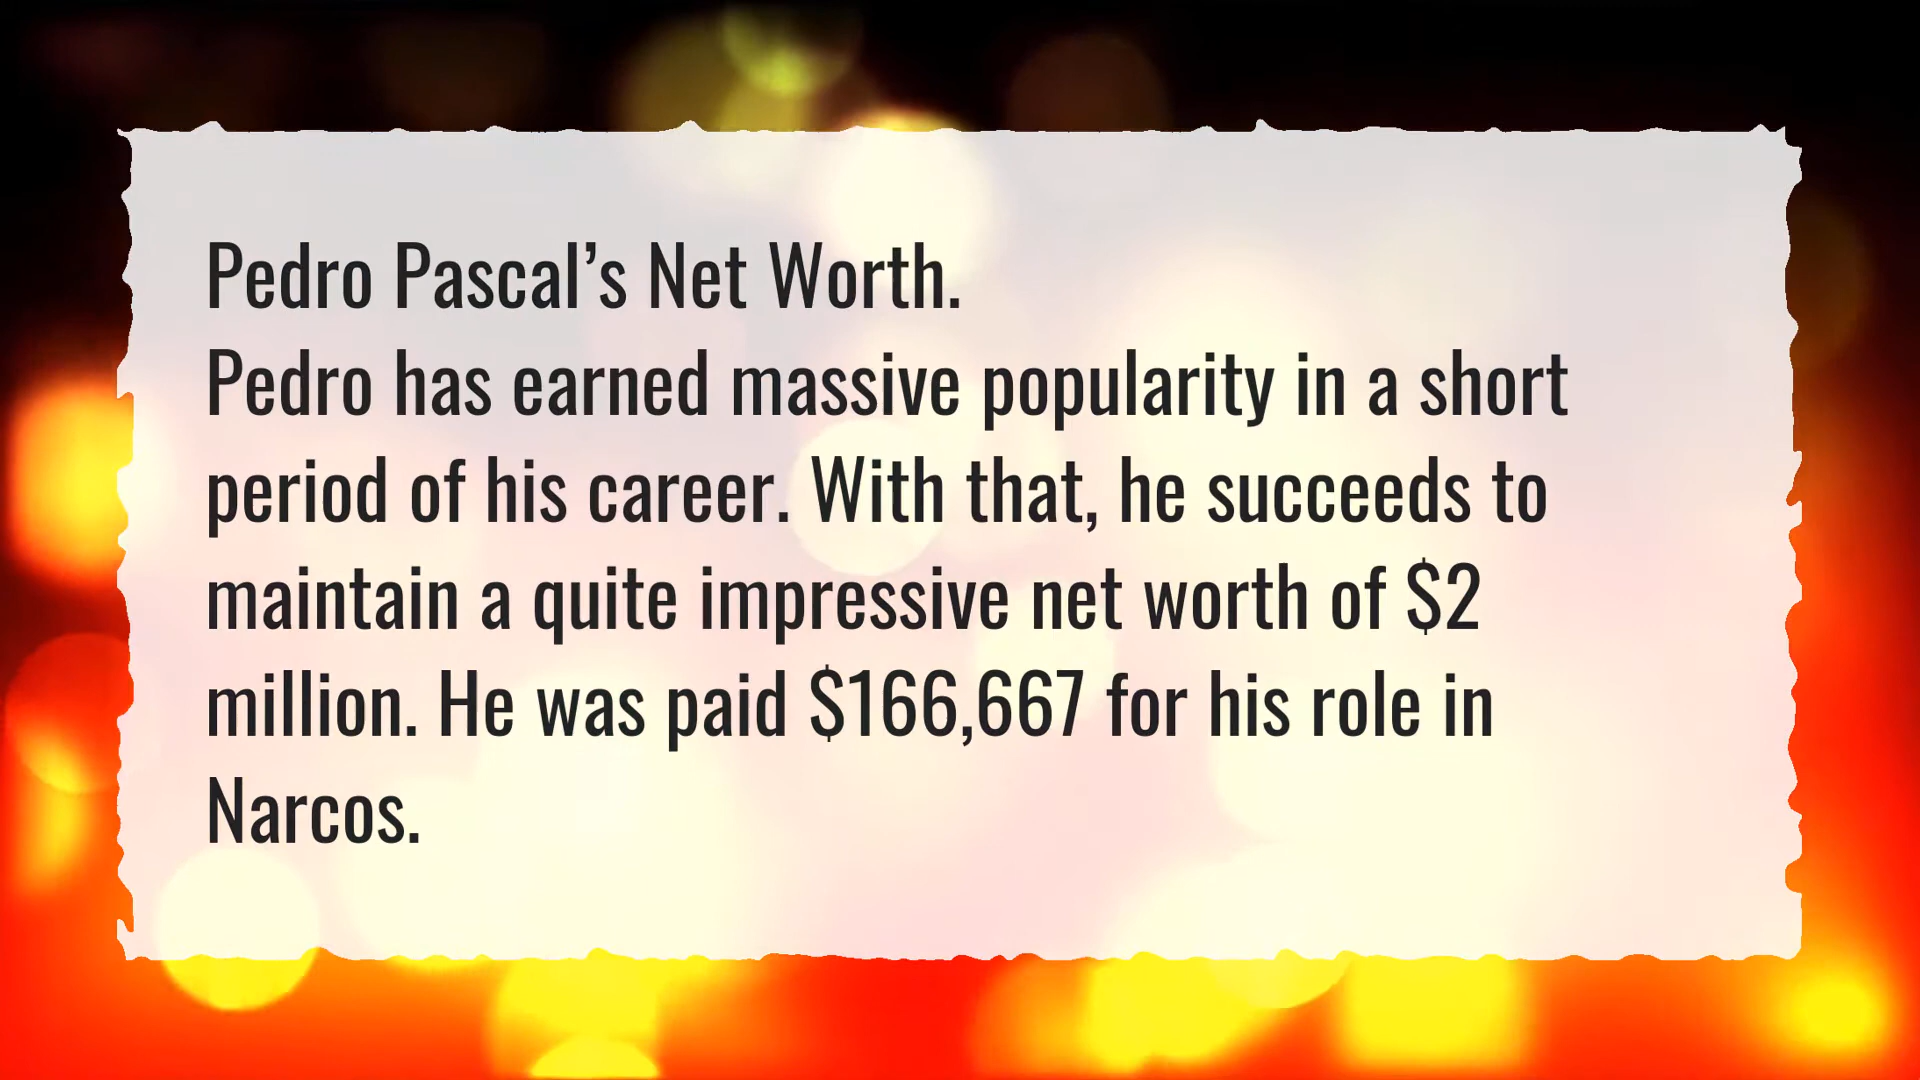 Pedro Pascal’s Net Worth.
Pedro has earned massive popularity in a short
period of his career. With that, he succeeds to
maintain a quite impressive net worth of $2
million. He was paid $166,667 for his role in
Narcos.